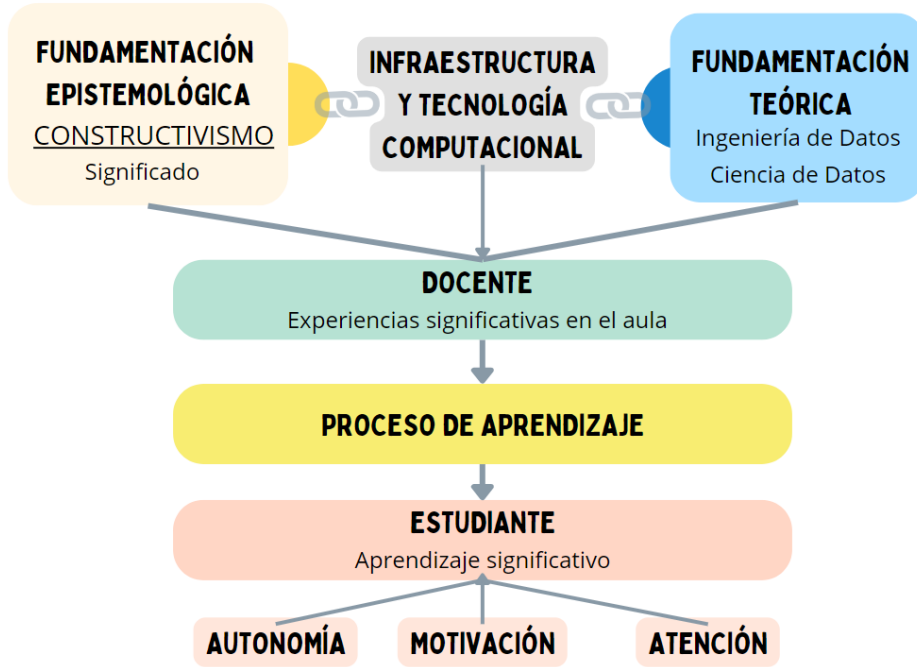 FUNDAMENTACIÓN
EPISTEMOLÓGICA
CONSTRUCTIVISMO
Significado
INFRAESTRUCTURA
Y TECNOLOGÍA
COMPUTACIONAL
FUNDAMENTACIÓN
TEÓRICA
Ingeniería de Datos
Ciencia de Datos
DOCENTE
Experiencias significativas en el aula
PROCESO DE APRENDIZAJE
ESTUDIANTE
Aprendizaje significativo
AUTONOMÍA
MOTIVACIÓN
ATENCIÓN